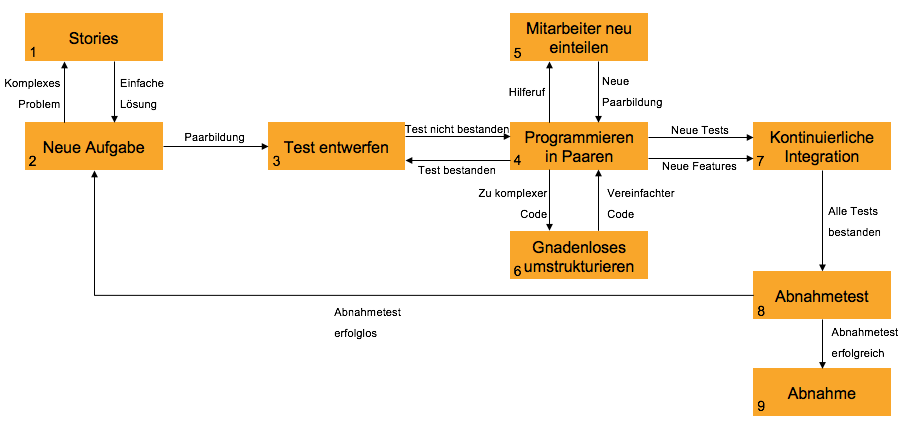 Stories
1
Komplexes
Problem
Einfache
Lösung
Neue Aufgabe
2
Paarbildung
Test entwerfen
3
Test nicht bestanden
Test bestanden
Mitarbeiter neu
einteilen
5
Hilferuf
Neue
Paarbildung
Programmieren
in Paaren
4
Neue Tests
Neue Features
Kontinuierliche
Integration
7
Zu komplexer
Code
Vereinfachter
Code
Gnadenloses
umstrukturieren
6
Alle Tests
bestanden
Abnahmetest
8
Abnahmetest
erfolglos
Abnahmetest
erfolgreich
Abnahme
9